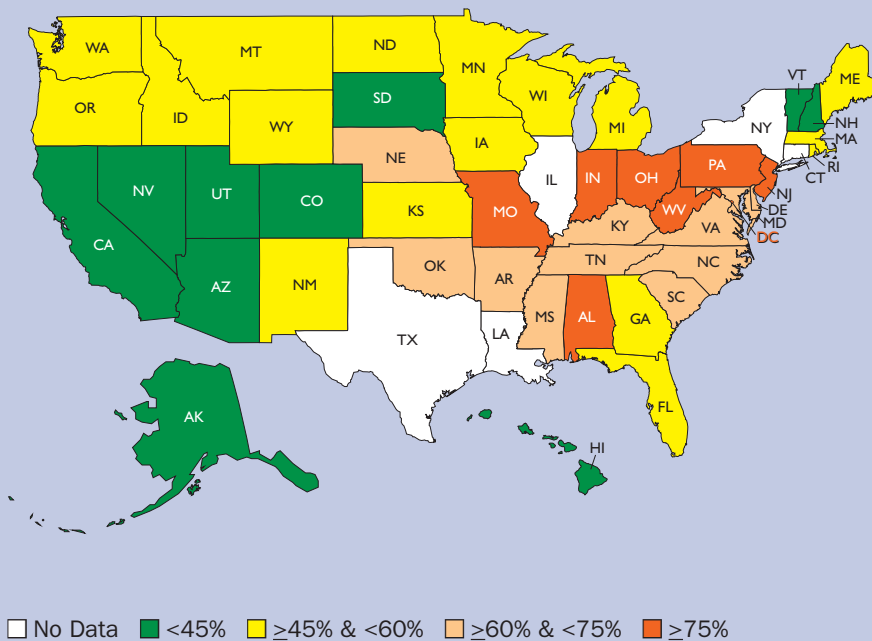 WA
MT
ND
MN
VT
ME
OR
ID
SD
WI
NH
WY
MI
NY
MA
IA
RI
NE
PA
CT
NV
UT
CO
IL
IN
OH
NJ
KS
MO
WV
DE
MD
CA
KY
VA
DC
AZ
NM
OK
AR
TN
NC
SC
MS
AL
GA
TX
LA
FL
AK
HI
No Data <45% ≥45% & <60% ≥60% & <75% ≥75%